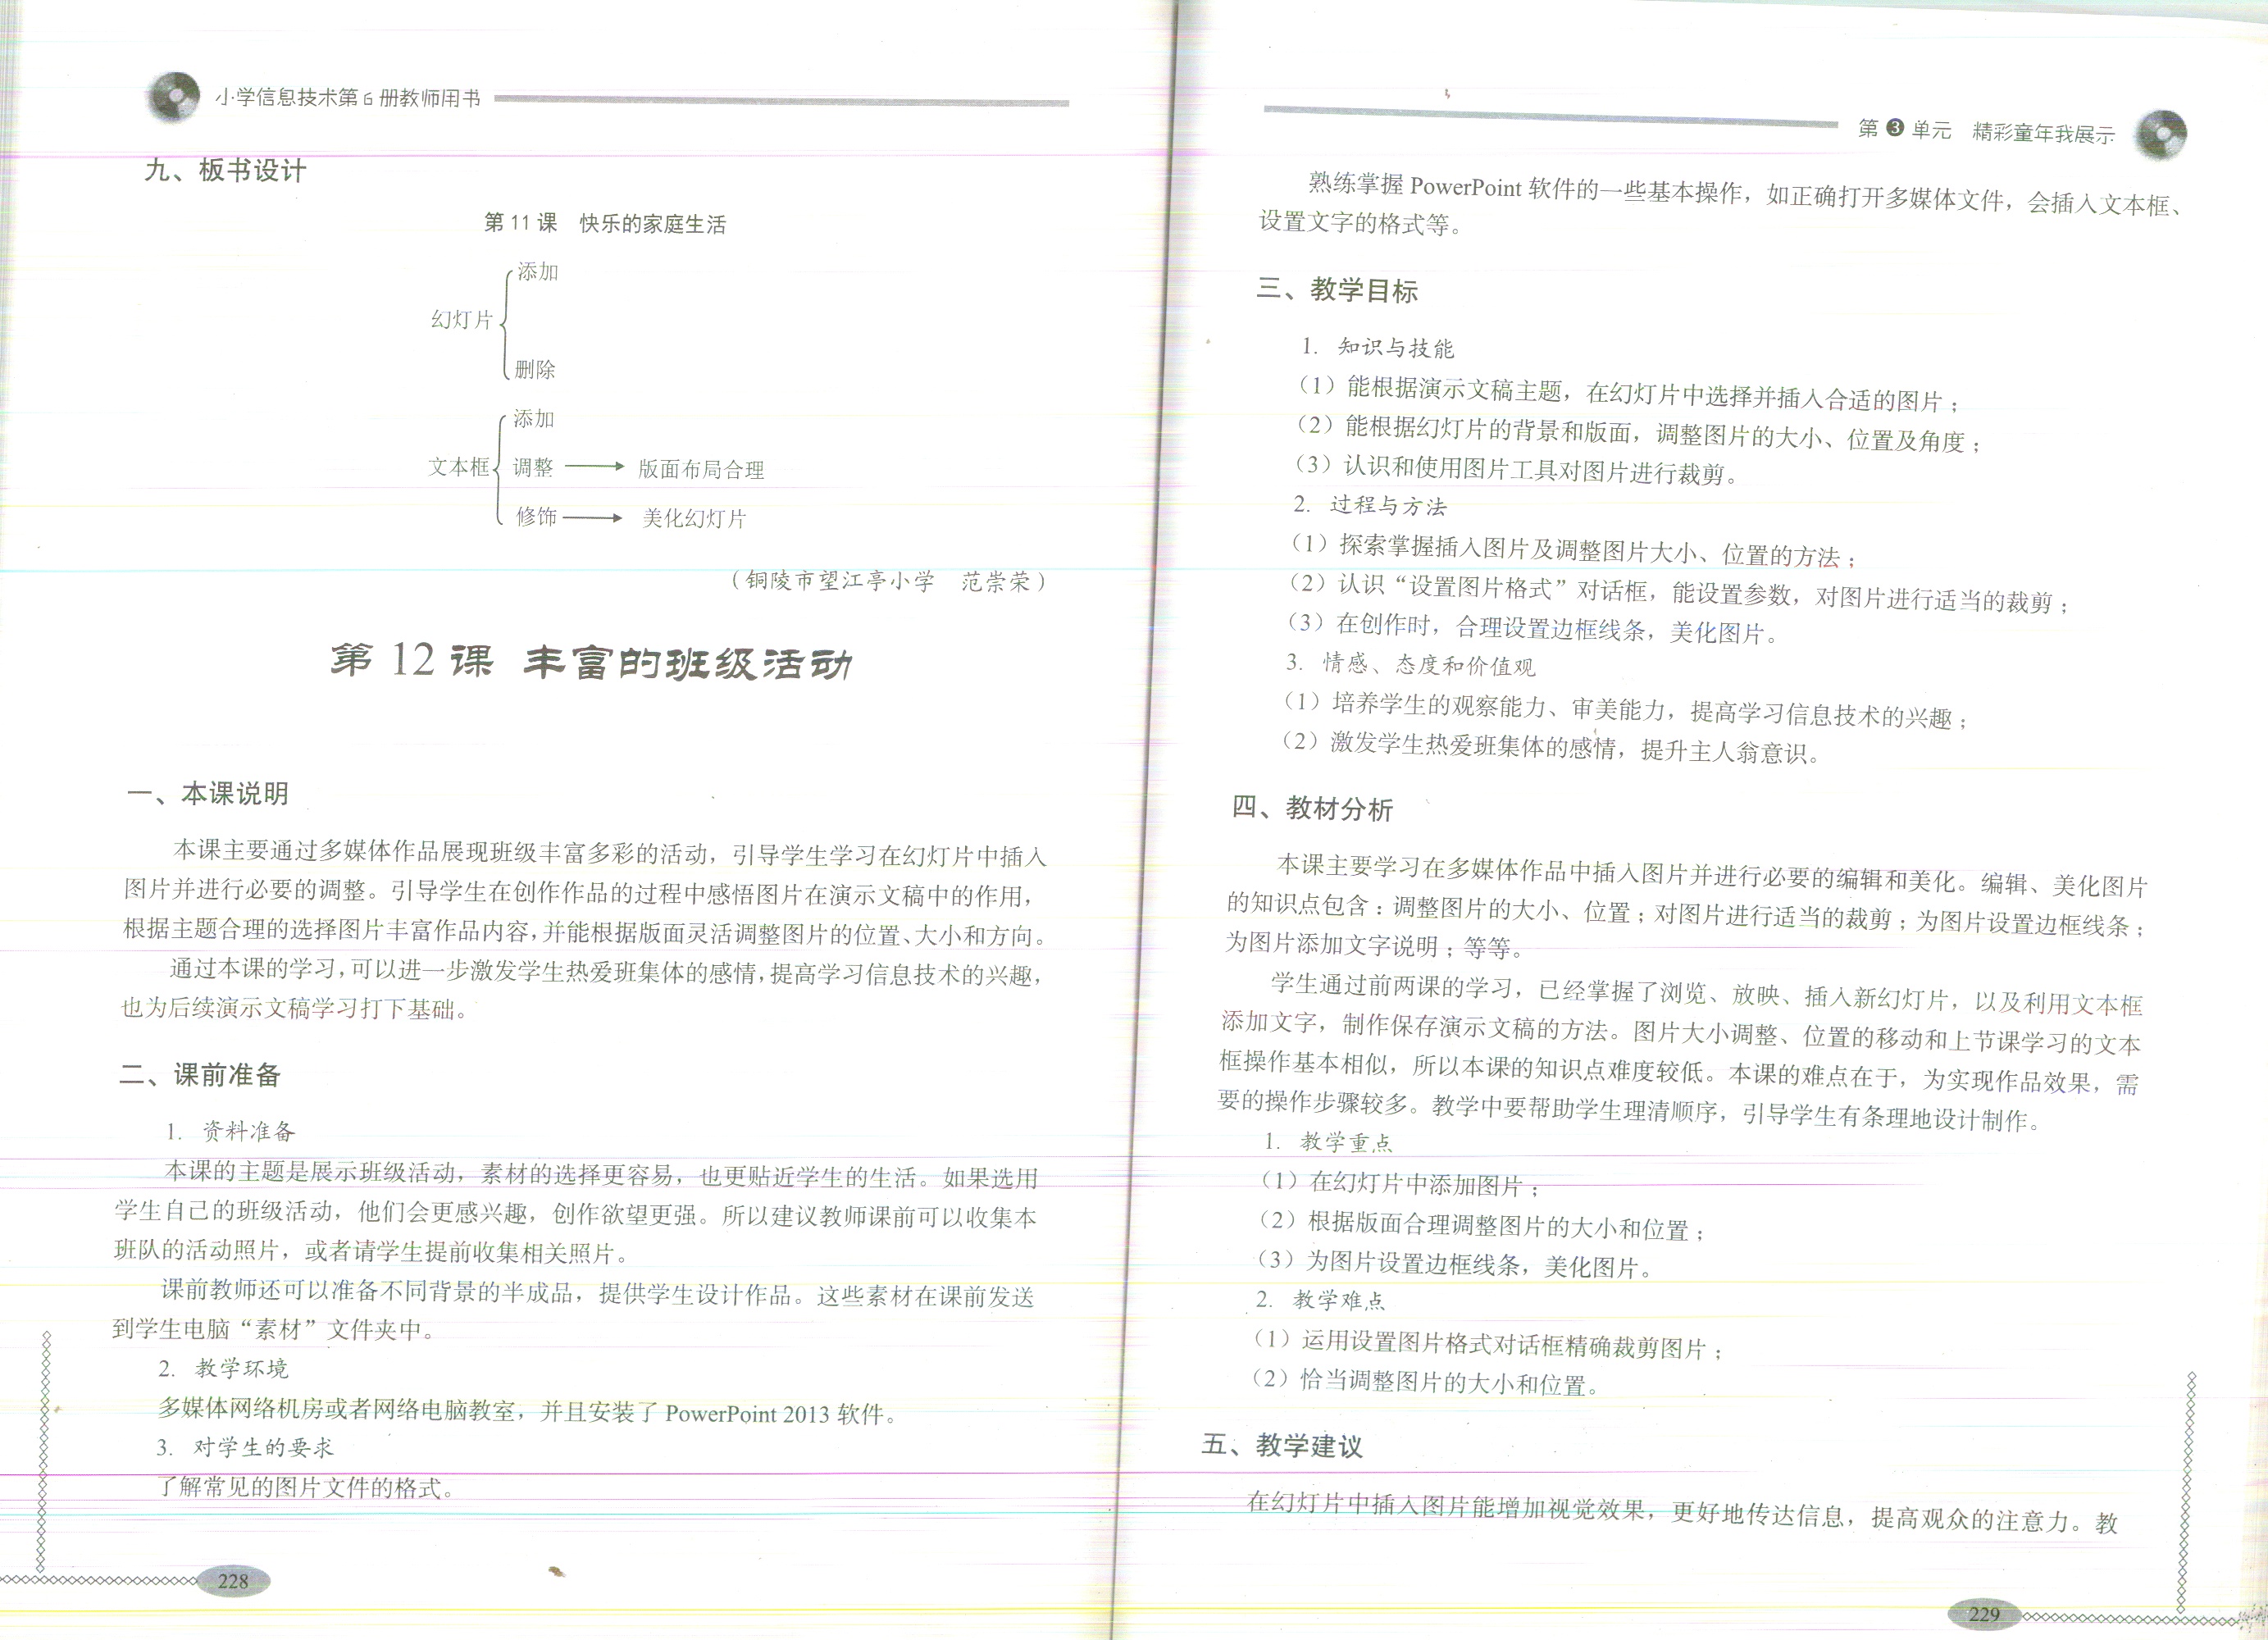 小学信息技术第6册教师用书
九、板书设计
第11课 快乐的家庭生活
添加
幻灯片
删除
添加
文本框 调整 版面布局合理
修饰 美化幻灯片
（铜陵市望江亭小学 范崇荣）
第12课 丰富的班级活动
一、本课说明
本课主要通过多媒体作品展现班级丰富多彩的活动，引导学生学习在幻灯片中插入
图片并进行必要的调整。引导学生在创作作品的过程中感悟图片在演示文稿中的作用，
根据主题合理的选择图片丰富作品内容，并能根据版面灵活调整图片的位置、大小和方向。
通过本课的学习，可以进一步激发学生热爱班集体的感情，提高学习信息技术的兴趣，
也为后续演示文稿学习打下基础。
二、课前准备
1. 资料准备
本课的主题是展示班级活动，素材的选择更容易，也更贴近学生的生活。如果选用
学生自己的班级活动，他们会更感兴趣，创作欲望更强。所以建议教师课前可以收集本
班队的活动照片，或者请学生提前收集相关照片。
课前教师还可以准备不同背景的半成品，提供学生设计作品。这些素材在课前发送
到学生电脑“素材”文件夹中。
2. 教学环境
多媒体网络机房或者网络电脑教室，并且安装了 PowerPoint 2013 软件。
3. 对学生的要求
了解常见的图片文件的格式。
228
第3单元 精彩童年我展示
熟练掌握 PowerPoint 软件的一些基本操作，如正确打开多媒体文件，会插入文本框、
设置文字的格式等。
三、教学目标
1. 知识与技能
（1）能根据演示文稿主题，在幻灯片中选择并插入合适的图片；
（2）能根据幻灯片的背景和版面，调整图片的大小、位置及角度；
（3）认识和使用图片工具对图片进行裁剪。
2. 过程与方法
（1）探索掌握插入图片及调整图片大小、位置的方法；
（2）认识“设置图片格式”对话框，能设置参数，对图片进行适当的裁剪；
（3）在创作时，合理设置边框线条，美化图片。
3. 情感、态度和价值观
（1）培养学生的观察能力、审美能力，提高学习信息技术的兴趣；
（2）激发学生热爱班集体的感情，提升主人翁意识。
四、教材分析
本课主要学习在多媒体作品中插入图片并进行必要的编辑和美化。编辑、美化图片
的知识点包含：调整图片的大小、位置；对图片进行适当的裁剪；为图片设置边框线条；
为图片添加文字说明；等等。
学生通过前两课的学习，已经掌握了浏览、放映、插入新幻灯片，以及利用文本框
添加文字，制作保存演示文稿的方法。图片大小调整、位置的移动和上节课学习的文本
框操作基本相似，所以本课的知识点难度较低。本课的难点在于，为实现作品效果，需
要的操作步骤较多。教学中要帮助学生理清顺序，引导学生有条理地设计制作。
1. 教学重点
（1）在幻灯片中添加图片；
（2）根据版面合理调整图片的大小和位置；
（3）为图片设置边框线条，美化图片。
2. 教学难点
（1）运用设置图片格式对话框精确裁剪图片；
（2）恰当调整图片的大小和位置。
五、教学建议
在幻灯片中插入图片能增加视觉效果，更好地传达信息，提高观众的注意力。教
229